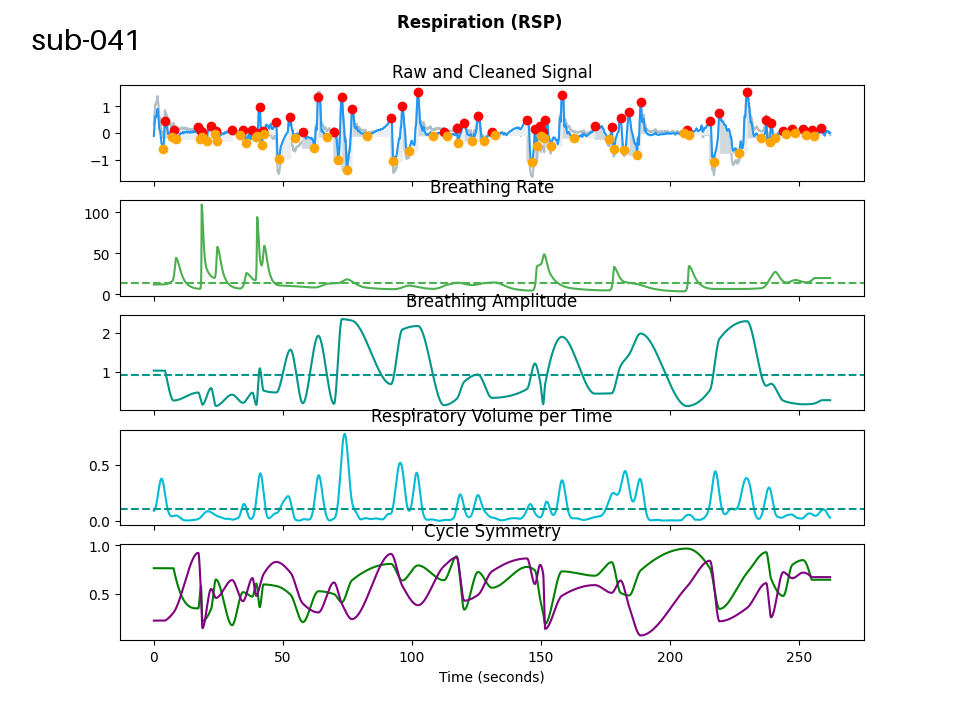 Respiration (RSP)
sub-041
Raw and Cleaned Signal
1
0
−1
Breathing Rate
100
50
0
Breathing Amplitude
2
1
Respiratory Volume per Time
0.5
0.0
Cycle Symmetry
1.0
0.5
0 50 100 150 200 250
Time (seconds)